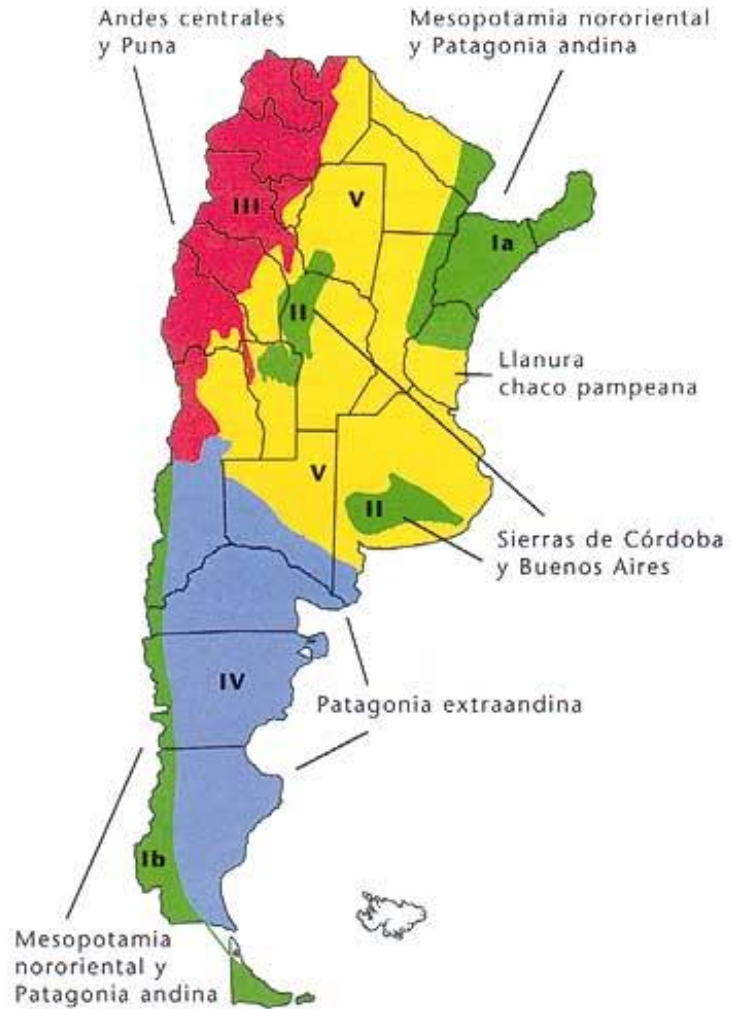 Andes centrales
y Puna
Mesopotamia nororiental
y Patagonia andina
III
V
Ia
II
Llanura
chaco pampeana
V
II
Sierras de Córdoba
y Buenos Aires
IV
Patagonia extraandina
Ib
Mesopotamia
nororiental y
Patagonia andina